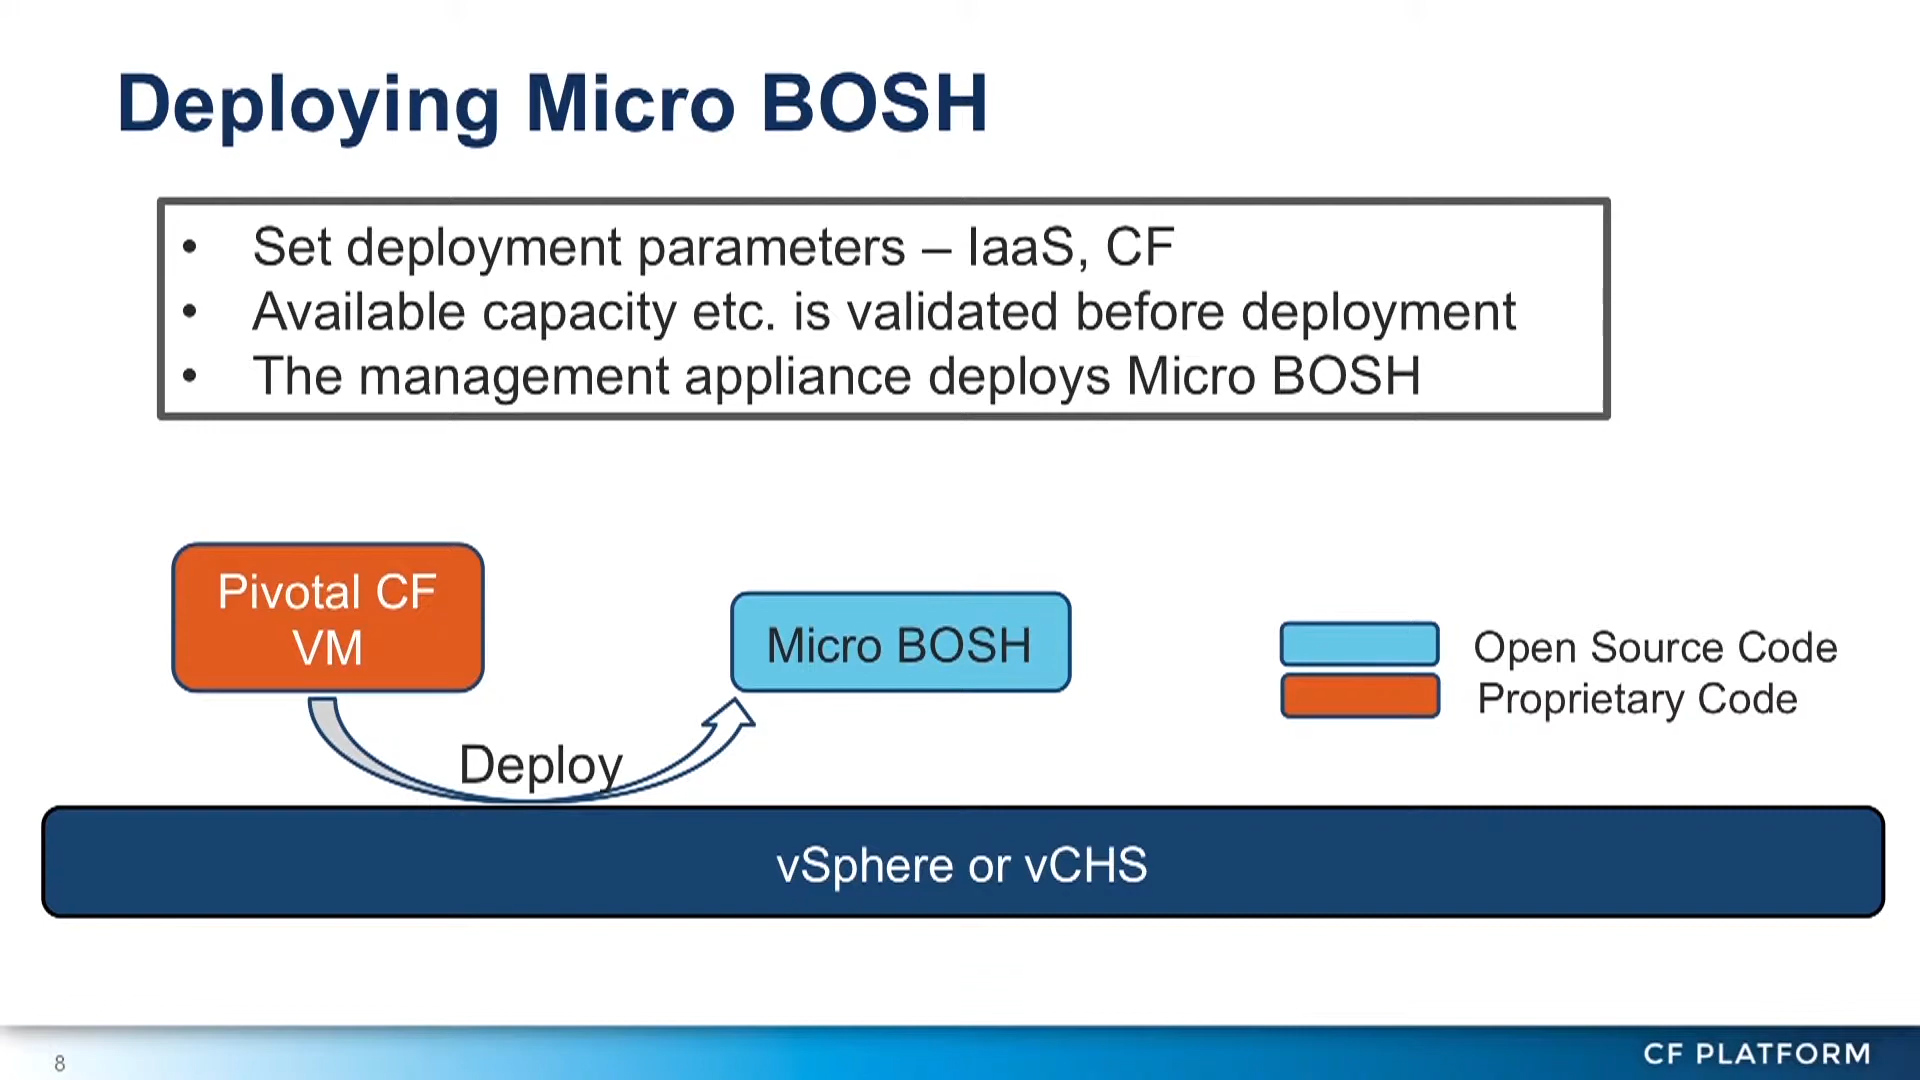 Deploying Micro BOSH
• Set deployment parameters – IaaS, CF
• Available capacity etc. is validated before deployment
• The management appliance deploys Micro BOSH
Pivotal CF
VM
Micro BOSH
Open Source Code
Proprietary Code
Deploy
vSphere or vCHS
8
CF PLATFORM